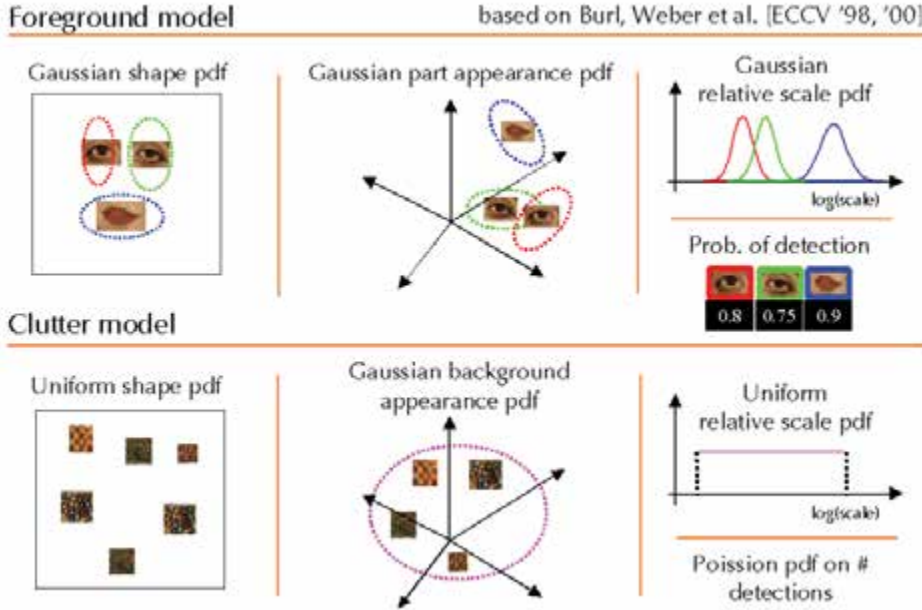 Foreground model
based on Burl, Weber et al. [ECCV '98, '00]
Gaussian shape pdf
Gaussian part appearance pdf
Gaussian
relative scale pdf
log(scale)
Prob. of detection
0.8 0.75 0.9
Clutter model
Uniform shape pdf
Gaussian background
appearance pdf
Uniform
relative scale pdf
log(scale)
Poission pdf on #
detections